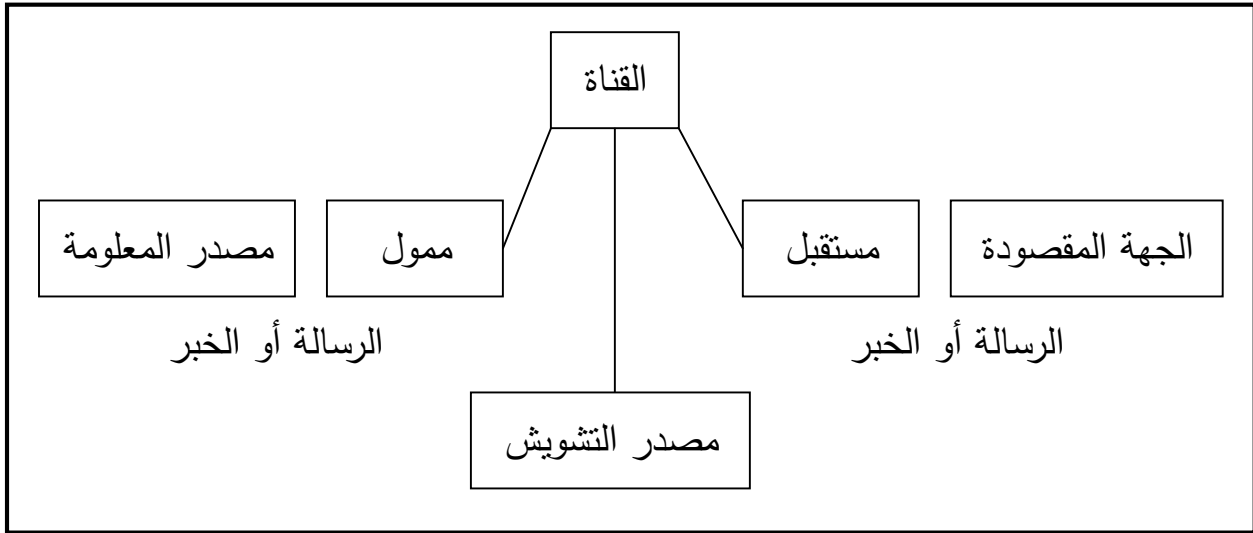 القناة
الجهة المقصودة
مستقبل
ممول
مصدر المعلومة
الرسالة أو الخبر
الرسالة أو الخبر
مصدر التشويش